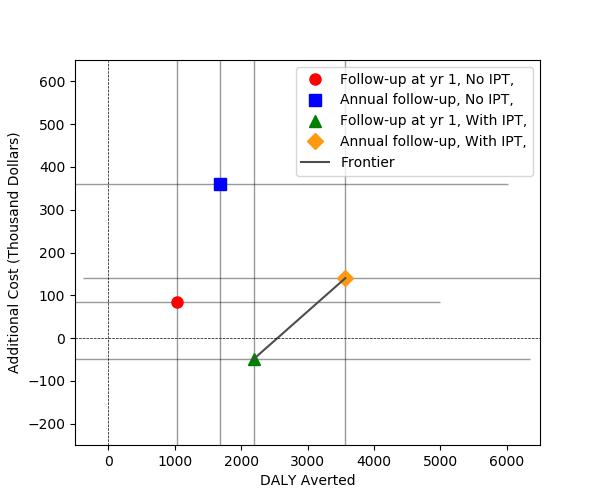 600
500
400
300
200
100
0
−100
−200
Additional Cost (Thousand Dollars)
Follow-up at yr 1, No IPT,
Annual follow-up, No IPT,
Follow-up at yr 1, With IPT,
Annual follow-up, With IPT,
Frontier
0 1000 2000 3000 4000 5000 6000
DALY Averted